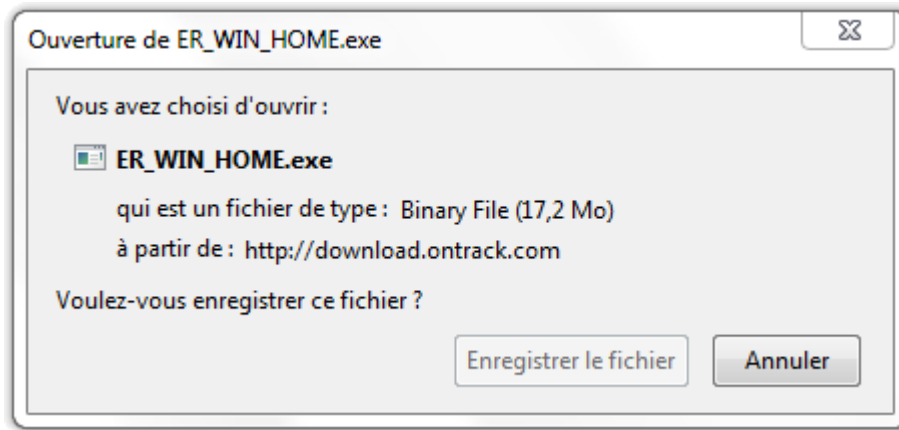 Ouverture de ER_WIN_HOME.exe
Vous avez choisi d'ouvrir :
ER_WIN_HOME.exe
qui est un fichier de type : Binary File (17,2 Mo)
à partir de : http://download.ontrack.com
Voulez-vous enregistrer ce fichier ?
Enregistrer le fichier Annuler